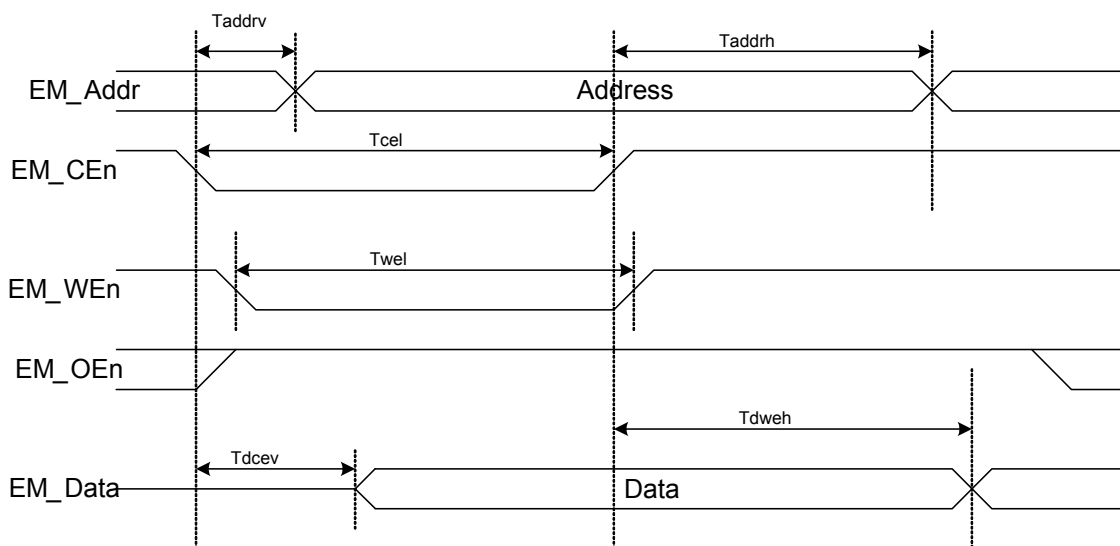 Taddrv
Taddrh
EM_Addr
Address
Tcel
EM_CEn
Twel
EM_WEn
EM_OEn
Tdweh
Tdcev
EM_Data
Data